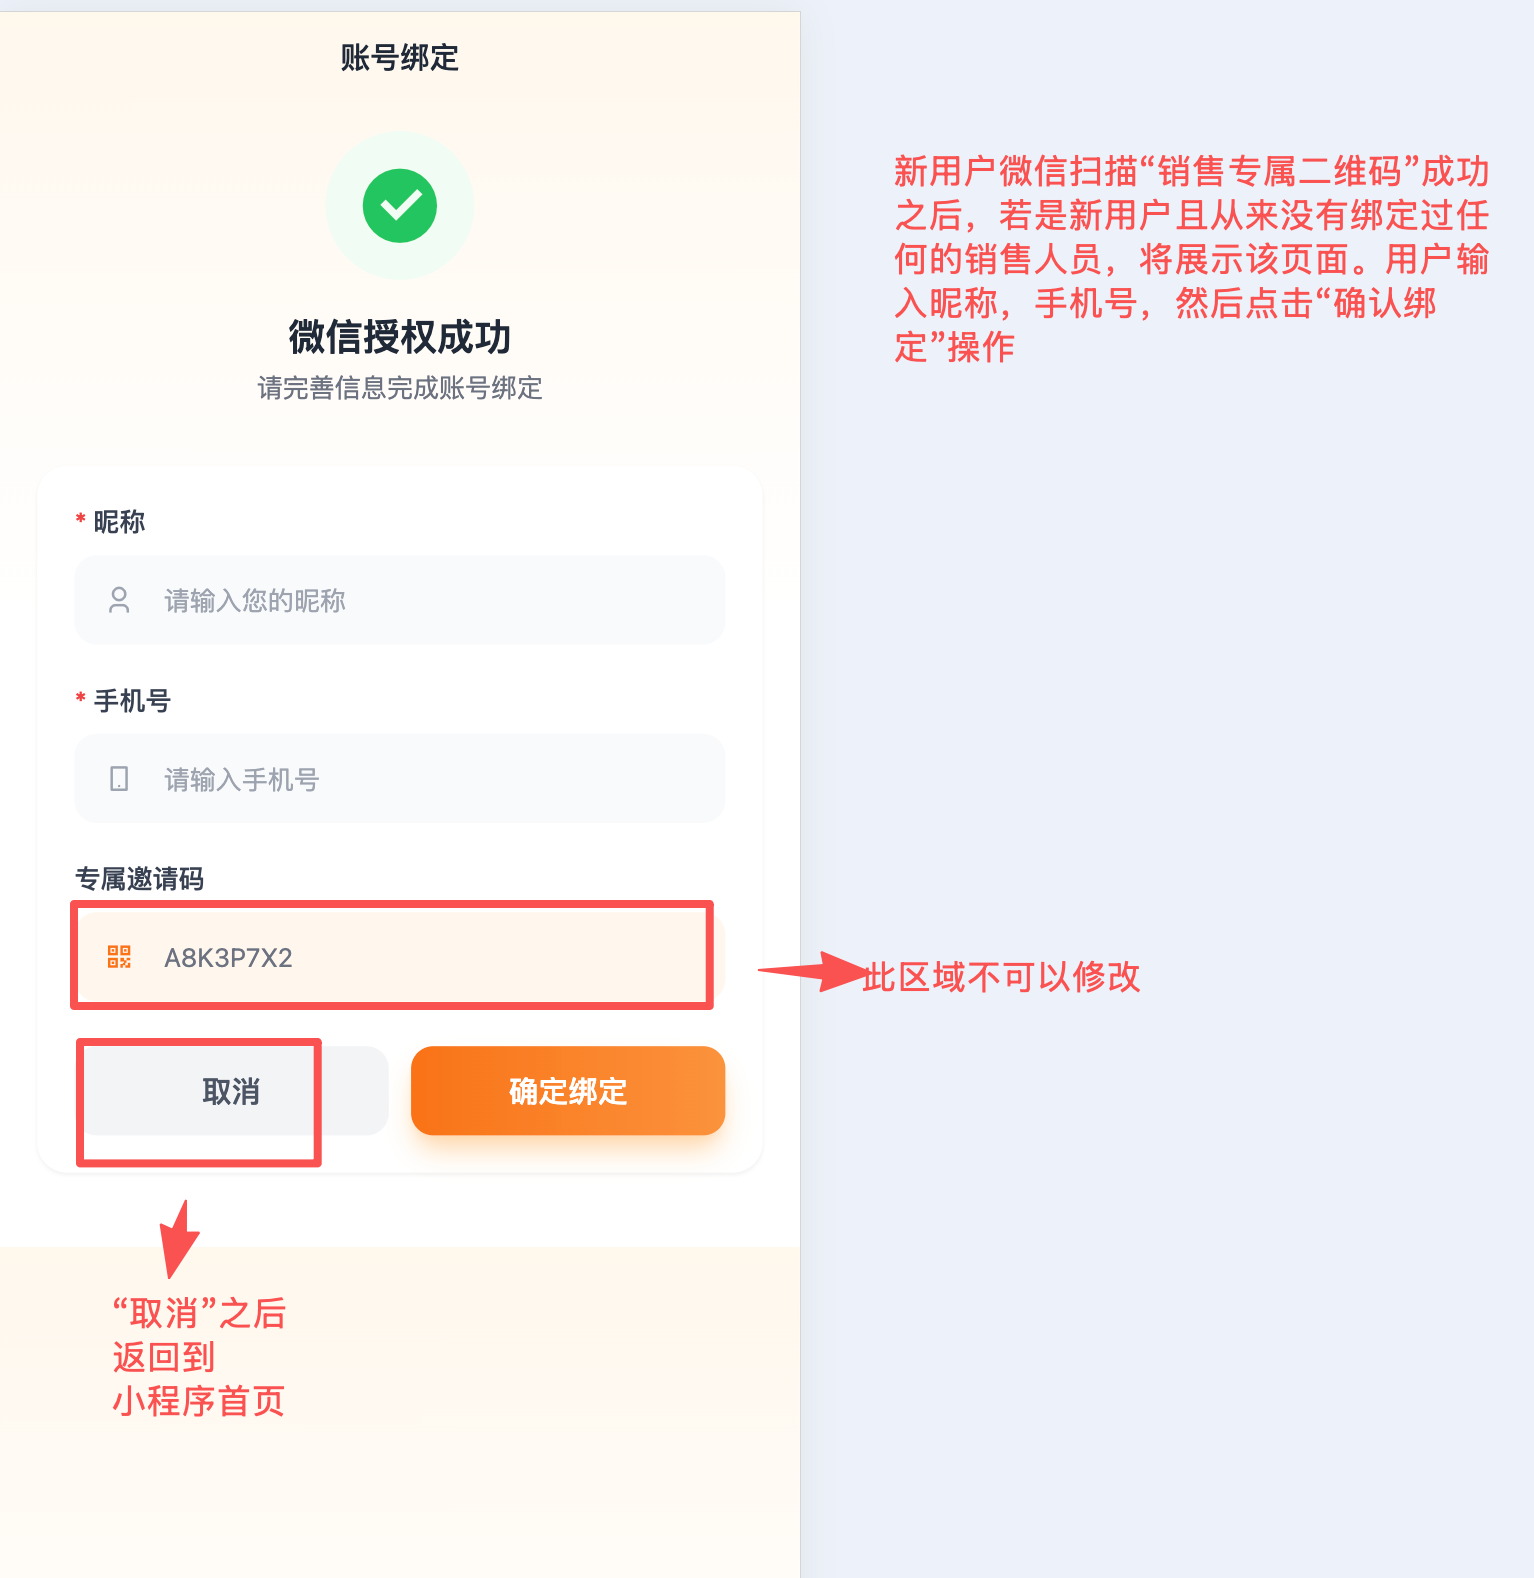 账号绑定
新用户微信扫描“销售专属二维码”成功
之后，若是新用户且从来没有绑定过任
何的销售人员，将展示该页面。用户输
入昵称，手机号，然后点击“确认绑
定”操作
微信授权成功
请完善信息完成账号绑定
* 昵称
请输入您的昵称
* 手机号
请输入手机号
专属邀请码
A8K3P7X2
此区域不可以修改
取消
确定绑定
“取消”之后
返回到
小程序首页